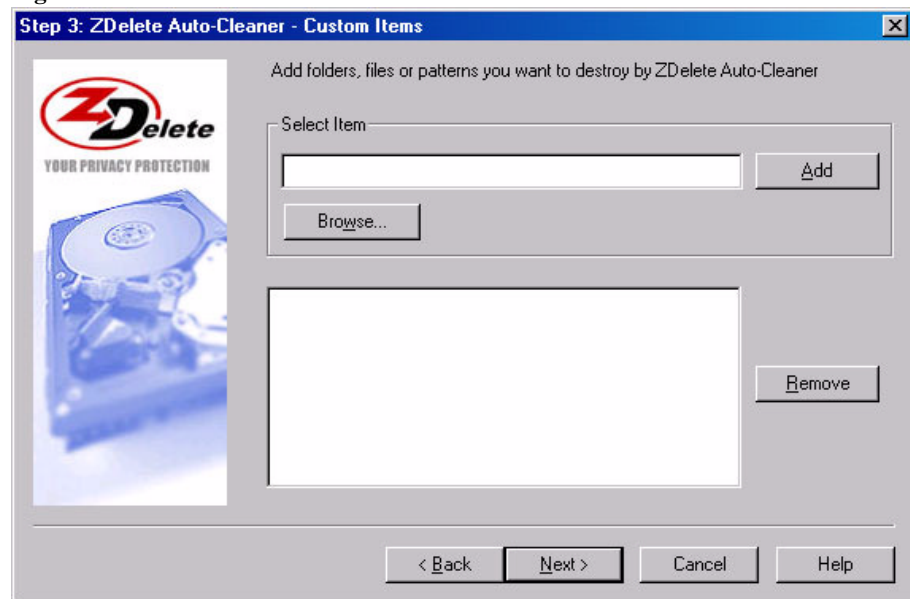 Step 3: ZDelete Auto-Cleaner - Custom Items
ZDelete
YOUR PRIVACY PROTECTION
Add folders, files or patterns you want to destroy by ZDelete Auto-Cleaner
Select Item
Add
Browse...
Remove
< Back
Next >
Cancel
Help